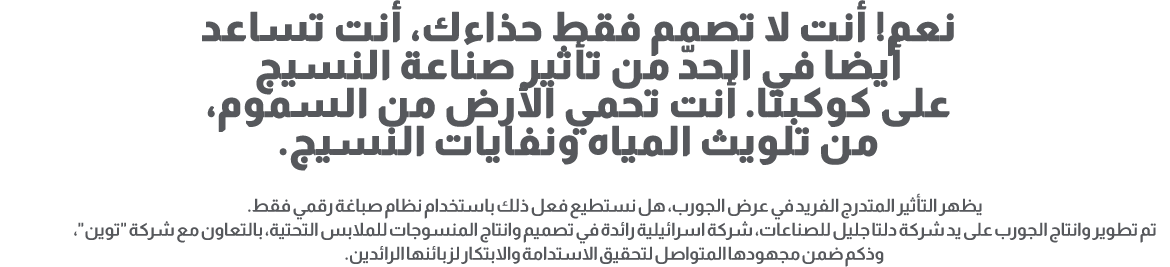 نعم! أنت لا تصمم فقط حذاءك، أنت تساعد
أيضا في الحدّ من تأثير صناعة النسيج
على كوكبنا. أنت تحمي الأرض من السموم،
من تلويث المياه ونفايات النسيج.
يظهر التأثير المتدرج الفريد في عرض الجورب، هل نستطيع فعل ذلك باستخدام نظام صباغة رقمي فقط.
تم تطوير وانتاج الجورب على يد شركة دلتا جليل للصناعات، شركة اسرائيلية رائدة في تصميم وانتاج المنسوجات للملابس التحتية، بالتعاون مع شركة "توين"،
وذكم ضمن مجهودها المتواصل لتحقيق الاستدامة والابتكار لزبائنها الرائدين.